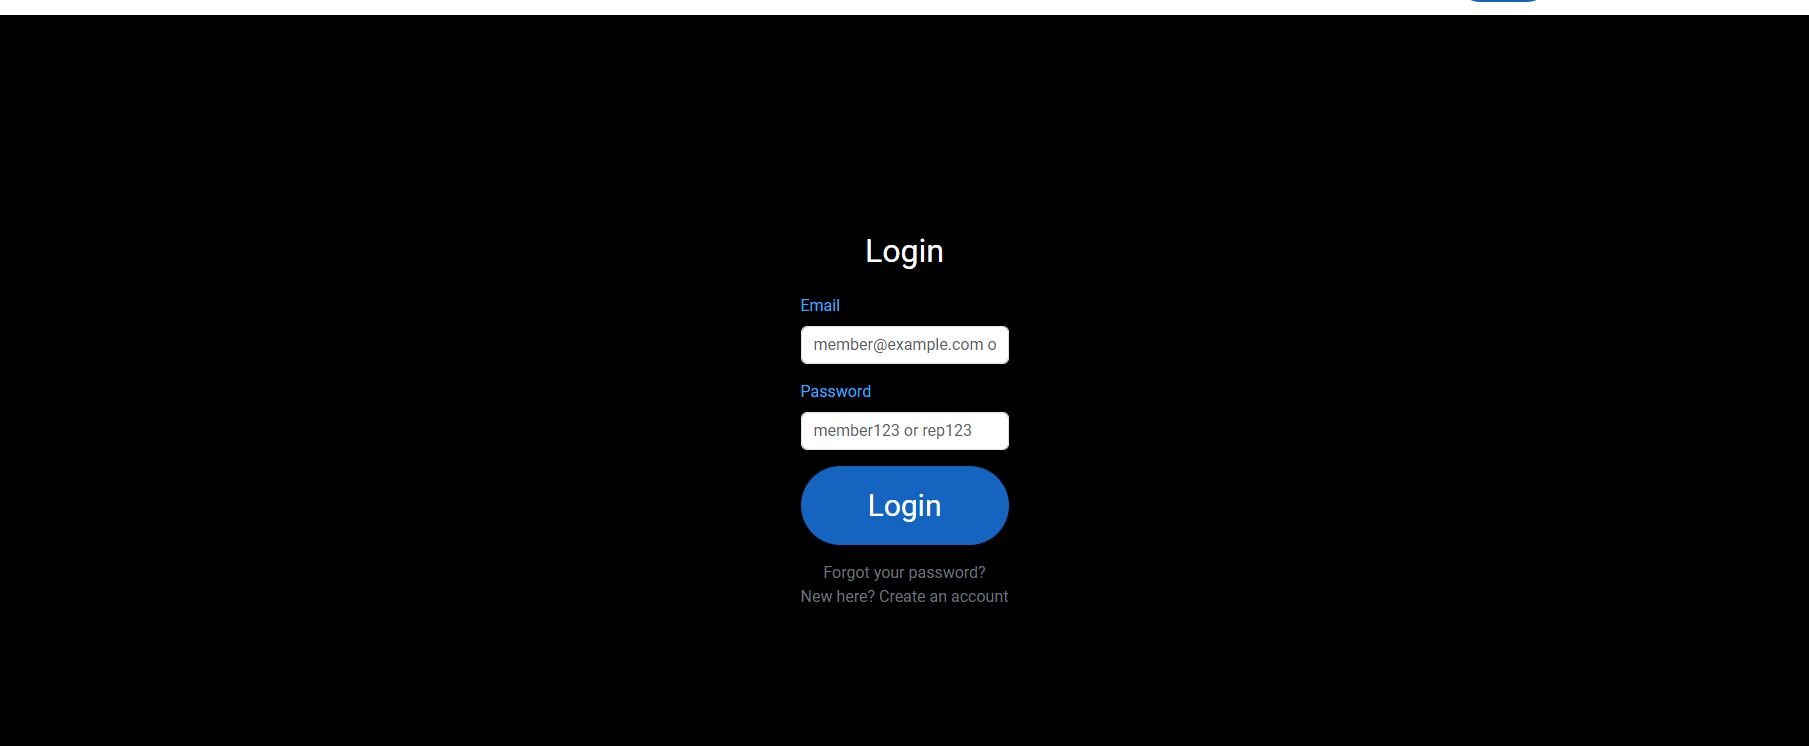 Login
Email
member@example.com o
Password
member123 or rep123
Login
Forgot your password?
New here? Create an account